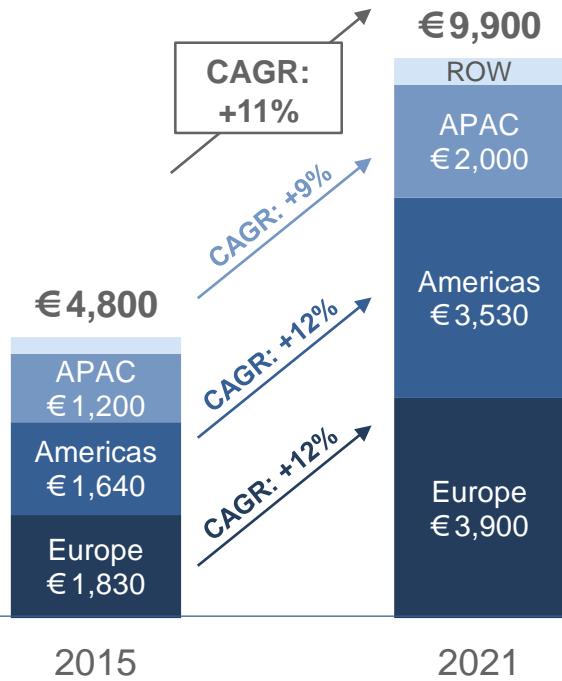 €9,900
CAGR:
+11%
ROW
APAC
€2,000
CAGR: +9%
Americas
€3,530
€4,800
CAGR: +12%
APAC
€1,200
Americas
€1,640
CAGR: +12%
Europe
€3,900
Europe
€1,830
2015
2021